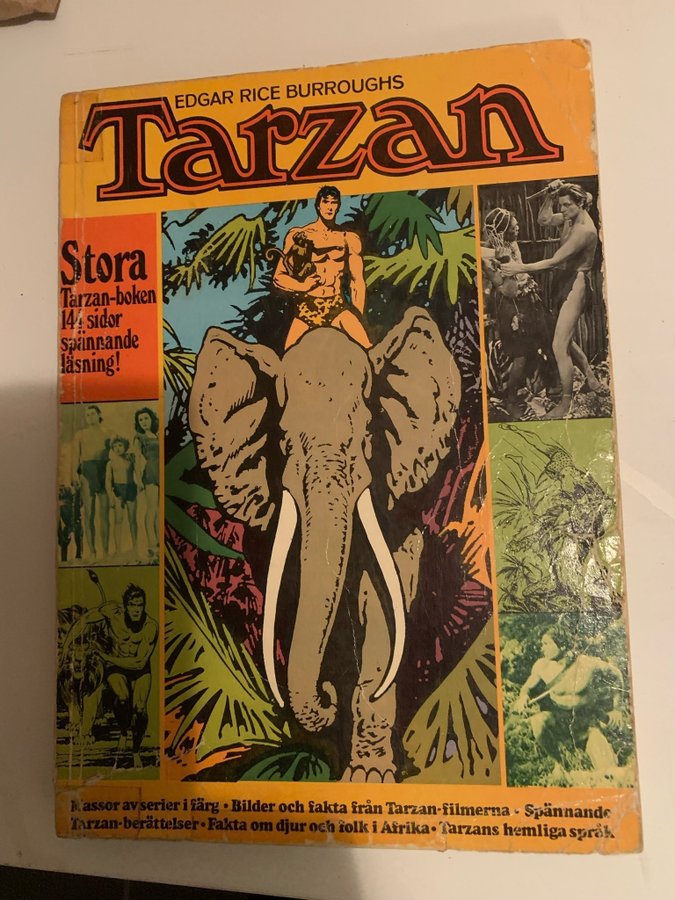 EDGAR RICE BURROUGHS
Tarzan
Stora
Tarzan-boken
144 sidor
spännande
läsning!
Massor av serier i färg • Bilder och fakta från Tarzan-filmerna • Spännande
Tarzan-berättelser • Fakta om djur och folk i Afrika • Tarzans hemliga språk